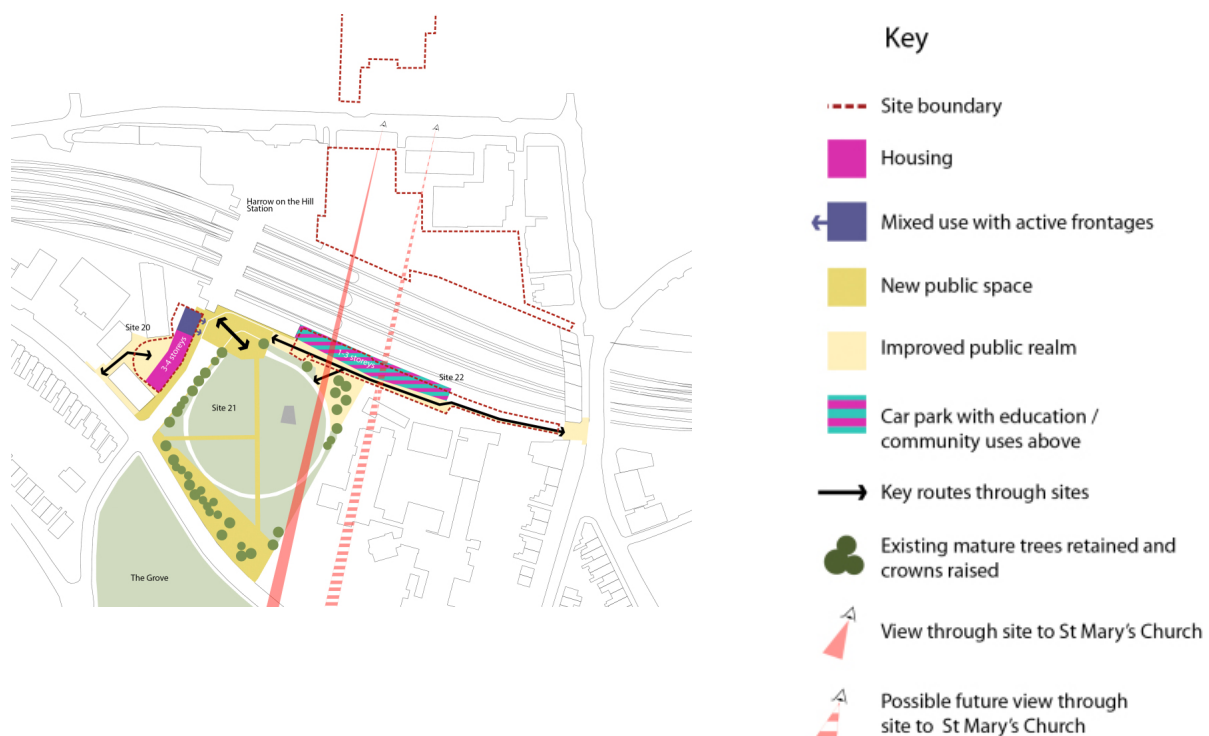 Harrow on the Hill
Station
Site 20
3-4 storeys
Site 21
1-3 storeys
Site 22
The Grove
Key
Site boundary
Housing
Mixed use with active frontages
New public space
Improved public realm
Car park with education /
community uses above
Key routes through sites
Existing mature trees retained and
crowns raised
View through site to St Mary's Church
Possible future view through
site to St Mary's Church